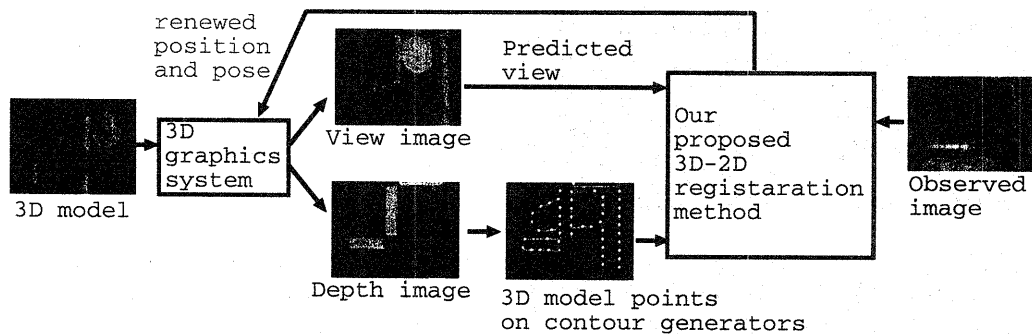 renewed
position
and pose
Predicted
view
3D
graphics
system
View image
Our
proposed
3D-2D
registaration
method
3D model
Observed
image
Depth image
3D model points
on contour generators